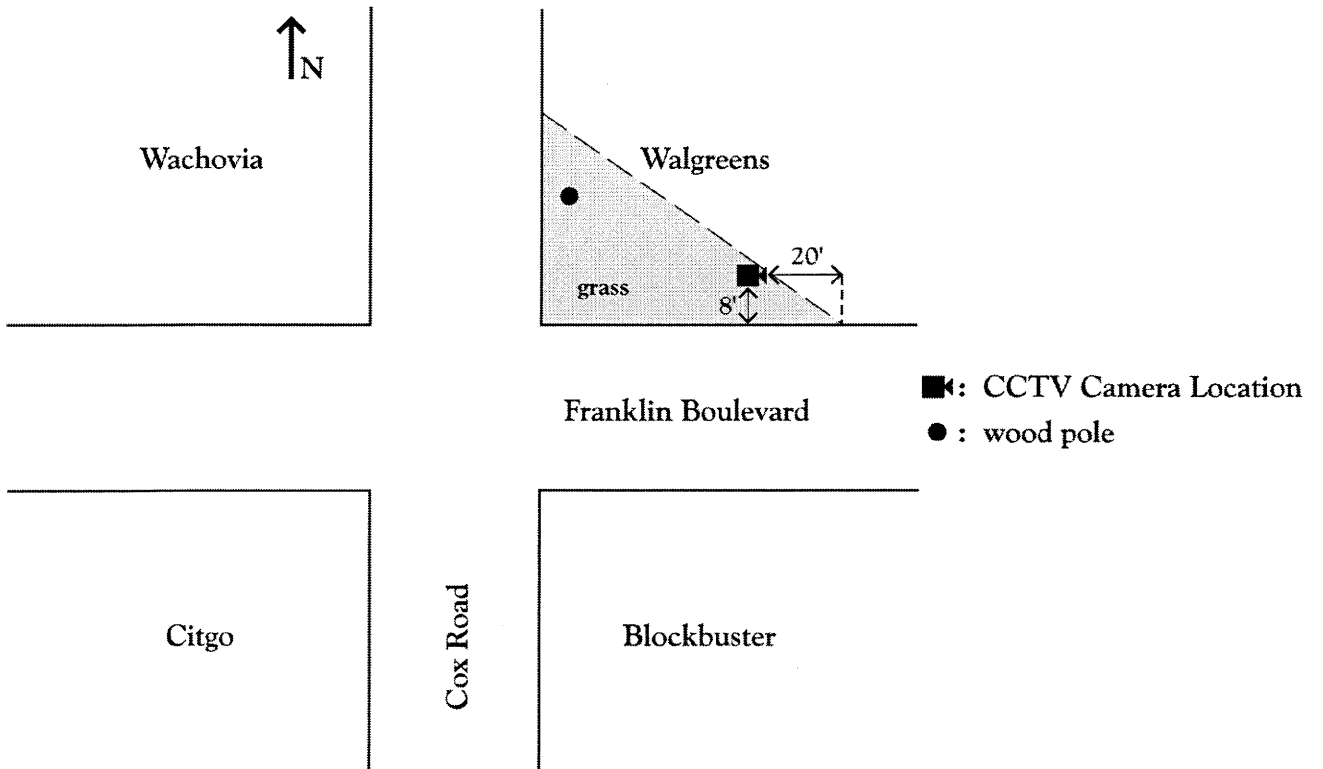 N
Wachovia
Walgreens
20'
grass
8'
: CCTV Camera Location
Franklin Boulevard
: wood pole
Citgo
Cox Road
Blockbuster